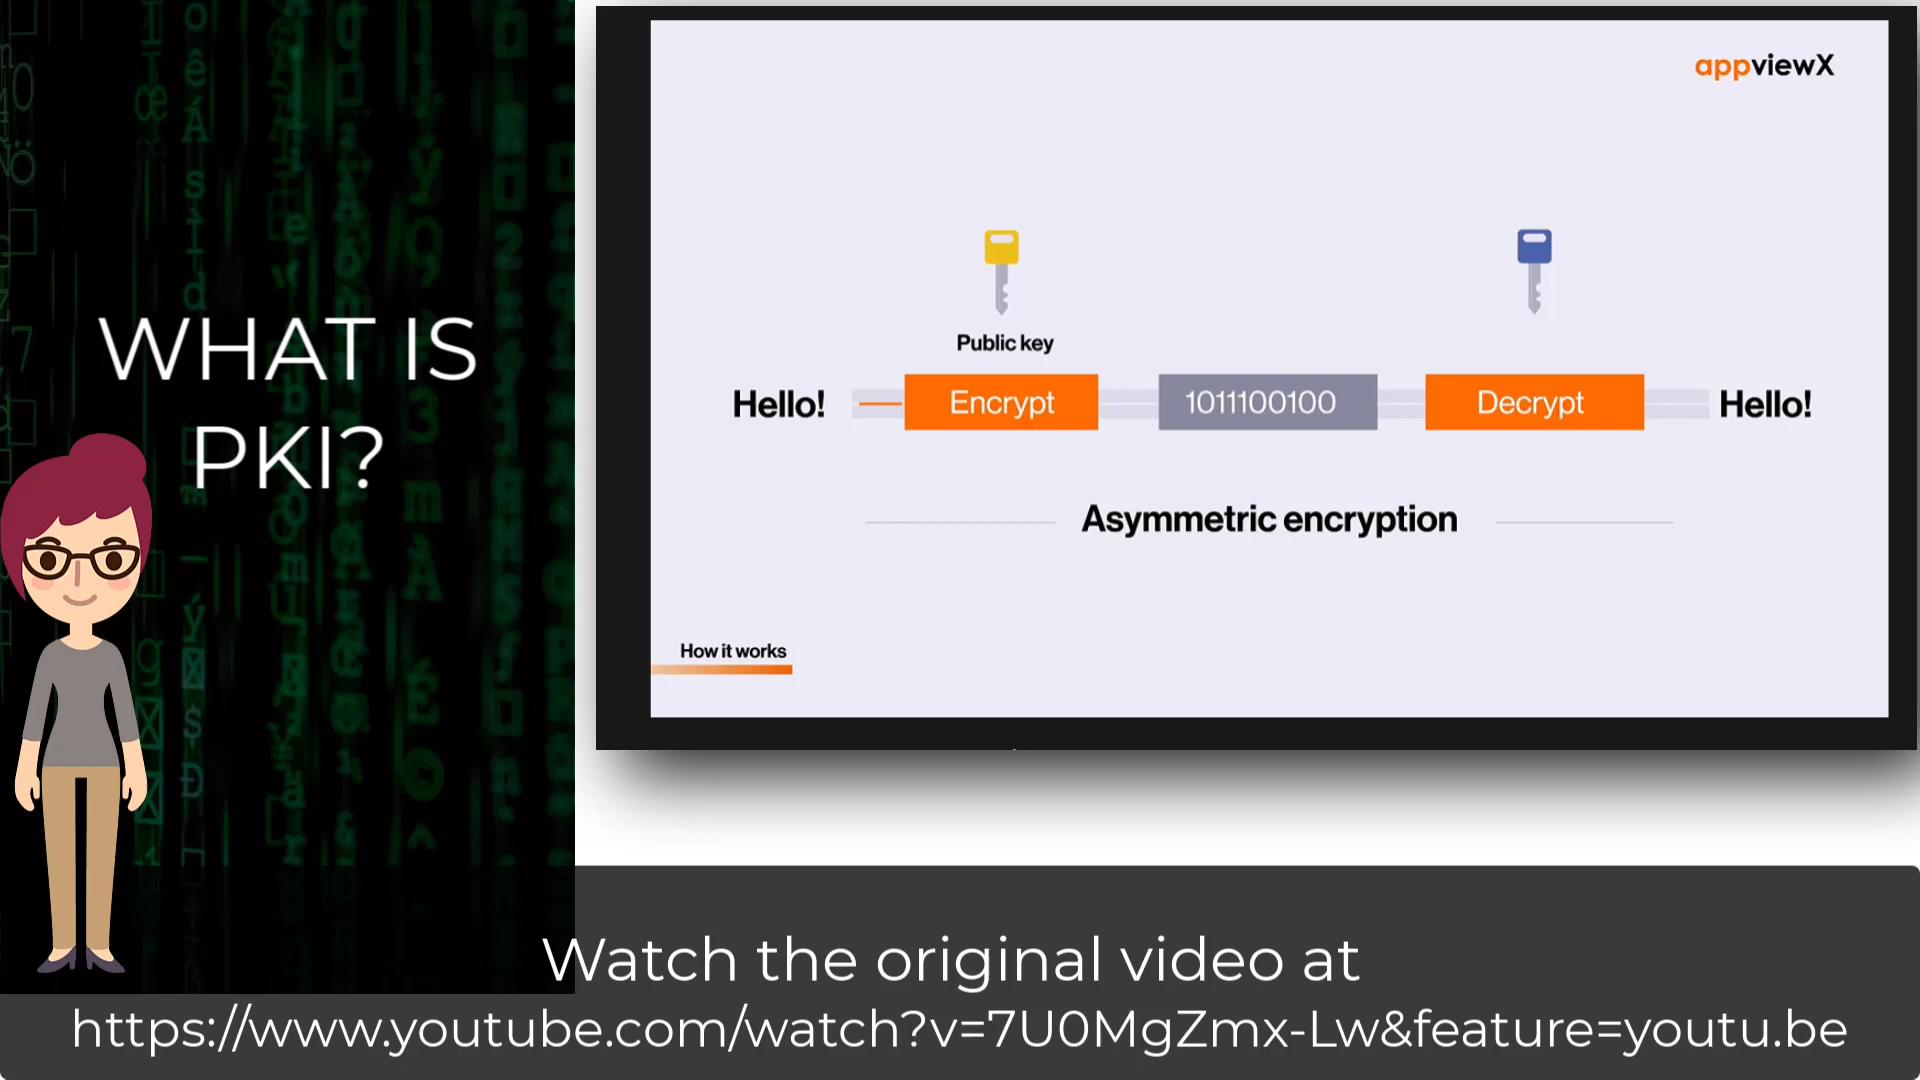 WHAT IS
PKI?
appviewX
Public key
Hello! Encrypt 1011100100 Decrypt Hello!
Asymmetric encryption
How it works
Watch the original video at
https://www.youtube.com/watch?v=7U0MgZmx-Lw&feature=youtu.be